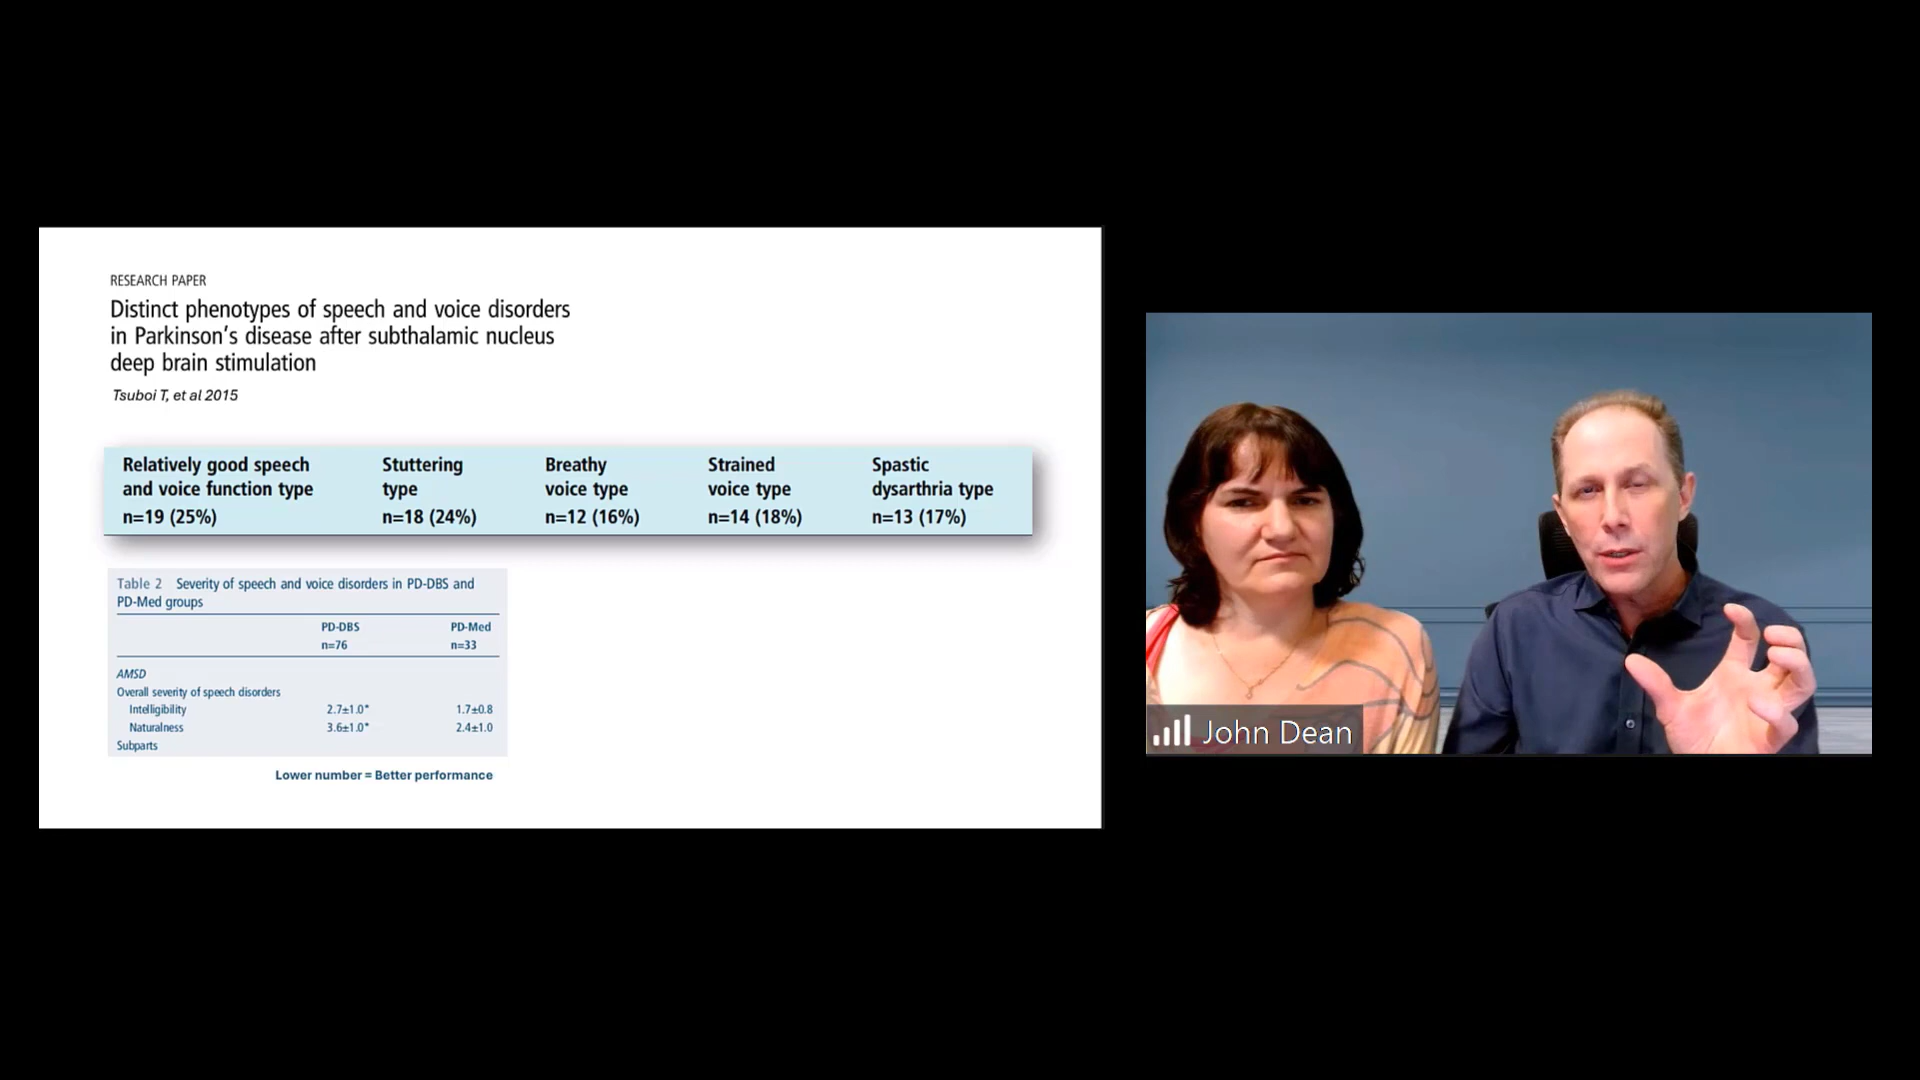 RESEARCH PAPER
Distinct phenotypes of speech and voice disorders
in Parkinson's disease after subthalamic nucleus
deep brain stimulation
Tsuboi T, et al 2015
Relatively good speech
and voice function type
n=19 (25%)
Stuttering
type
n=18 (24%)
Breathy
voice type
n=12 (16%)
Strained
voice type
n=14 (18%)
Spastic
dysarthria type
n=13 (17%)
Table 2 Severity of speech and voice disorders in PD-DBS and
PD-Med groups
PD-DBS PD-Med
n=76 n=33
AMSD
Overall severity of speech disorders
Intelligibility 2.7±1.0* 1.7±0.8
Naturalness 3.6±1.0* 2.4±1.0
Subparts
Lower number = Better performance
John Dean